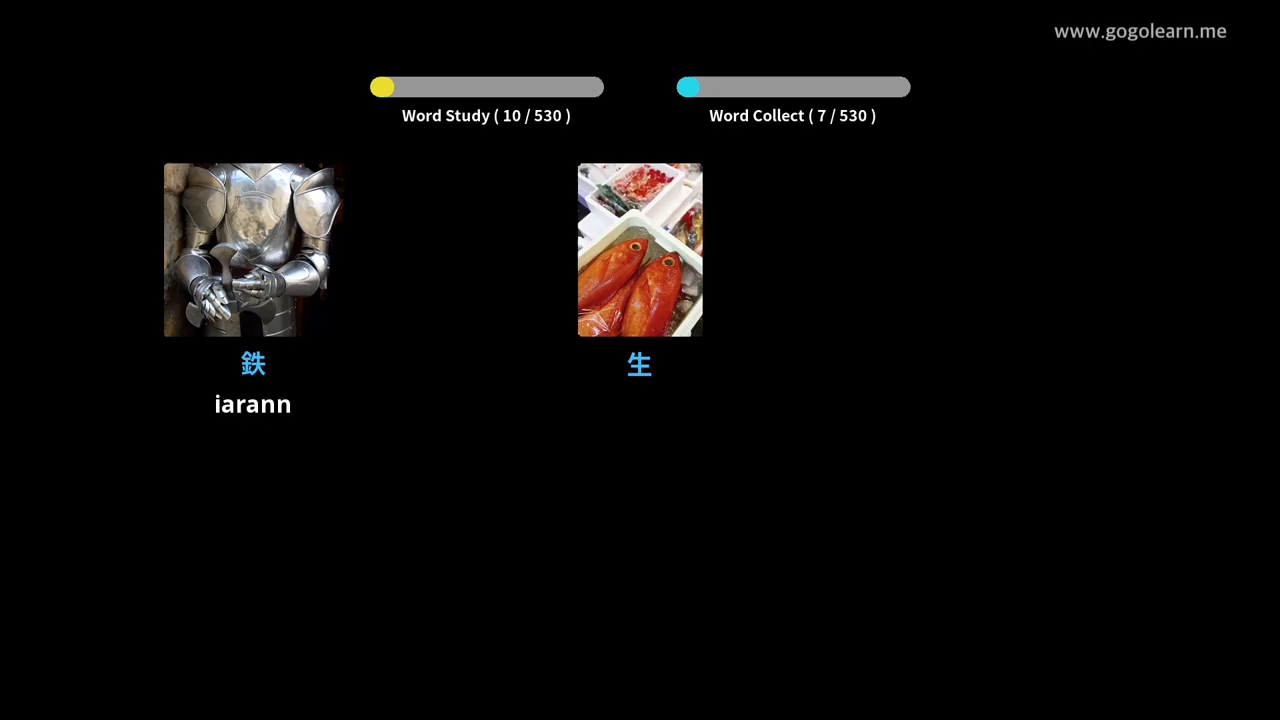 www.gogolearn.me
Word Study ( 10 / 530 )
Word Collect ( 7 / 530 )
鉄
生
iarann